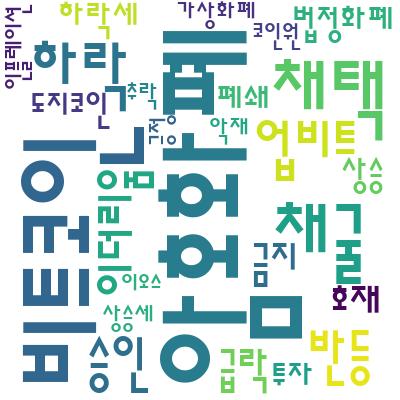 하락세
가상화폐
법정화폐
인플레이션
코인원
하락
채택
도지코인
추락
폐쇄
규정
악재
업비트
상승
비트코인
이더리움
암호화폐
이오스
채굴
금지
호재
상승세
승인
급락
투자
반등